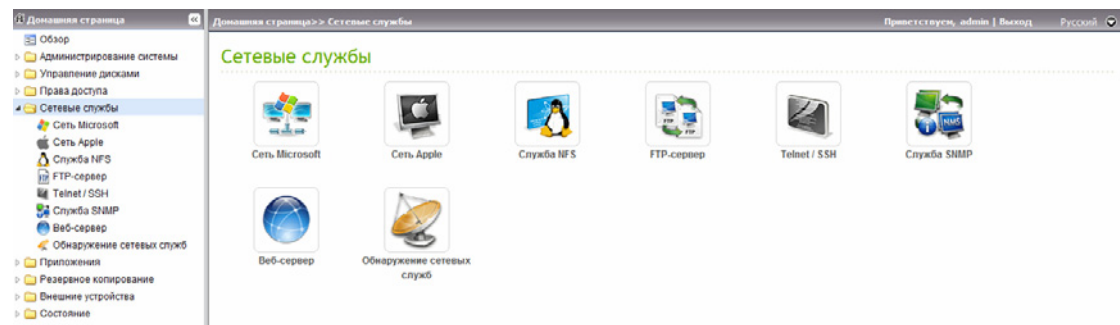 Домашняя страница
Домашняя страница>> Сетевые службы
Приветствуем, admin | Выход
Русский
Обзор
Администрирование системы
Управление дисками
Права доступа
Сетевые службы
Сеть Microsoft
Сеть Apple
Служба NFS
FTP-сервер
Telnet / SSH
Служба SNMP
Веб-сервер
Обнаружение сетевых служб
Приложения
Резервное копирование
Внешние устройства
Состояние
Сетевые службы
FTP
FTP
NMS
Сеть Microsoft
Сеть Apple
Служба NFS
FTP-сервер
Telnet / SSH
Служба SNMP
Веб-сервер
Обнаружение сетевых
служб